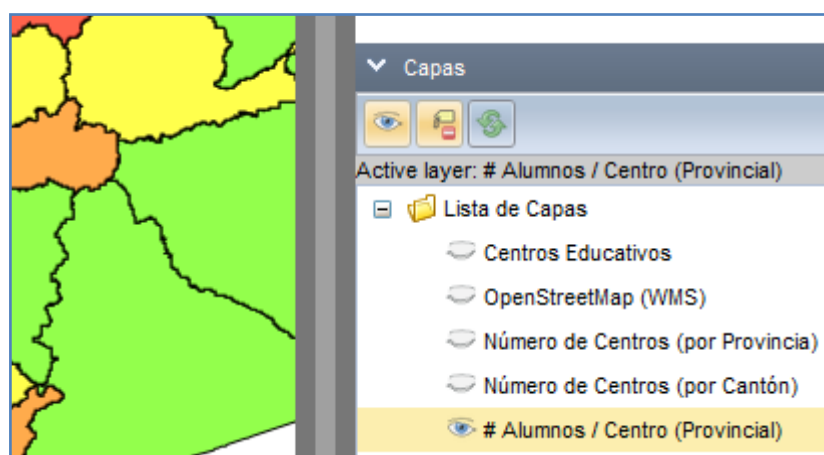 Capas
Active layer: # Alumnos / Centro (Provincial)
Lista de Capas
Centros Educativos
OpenStreetMap (WMS)
Número de Centros (por Provincia)
Número de Centros (por Cantón)
# Alumnos / Centro (Provincial)